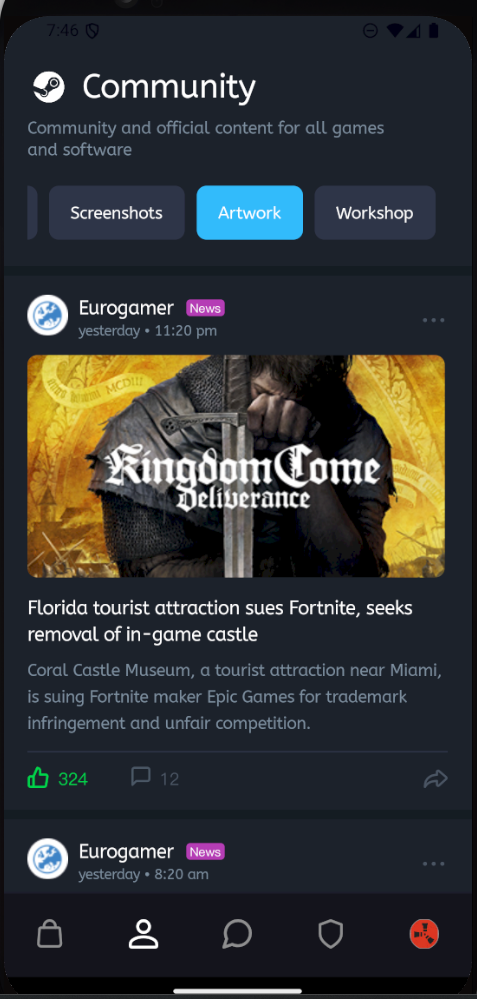 7:46
Community
Community and official content for all games
and software
Screenshots
Artwork
Workshop
Eurogamer News
yesterday • 11:20 pm
Kingdom Come
Deliverance
Florida tourist attraction sues Fortnite, seeks
removal of in-game castle
Coral Castle Museum, a tourist attraction near Miami,
is suing Fortnite maker Epic Games for trademark
infringement and unfair competition.
324
12
Eurogamer News
yesterday • 8:20 am